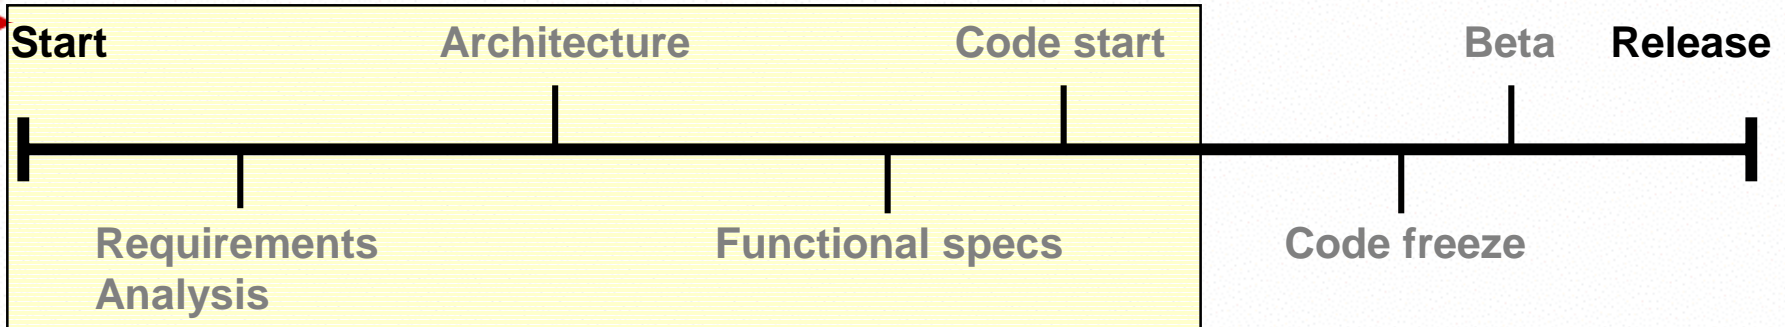 Start Architecture Code start Beta Release
Requirements Functional specs Code freeze
Analysis